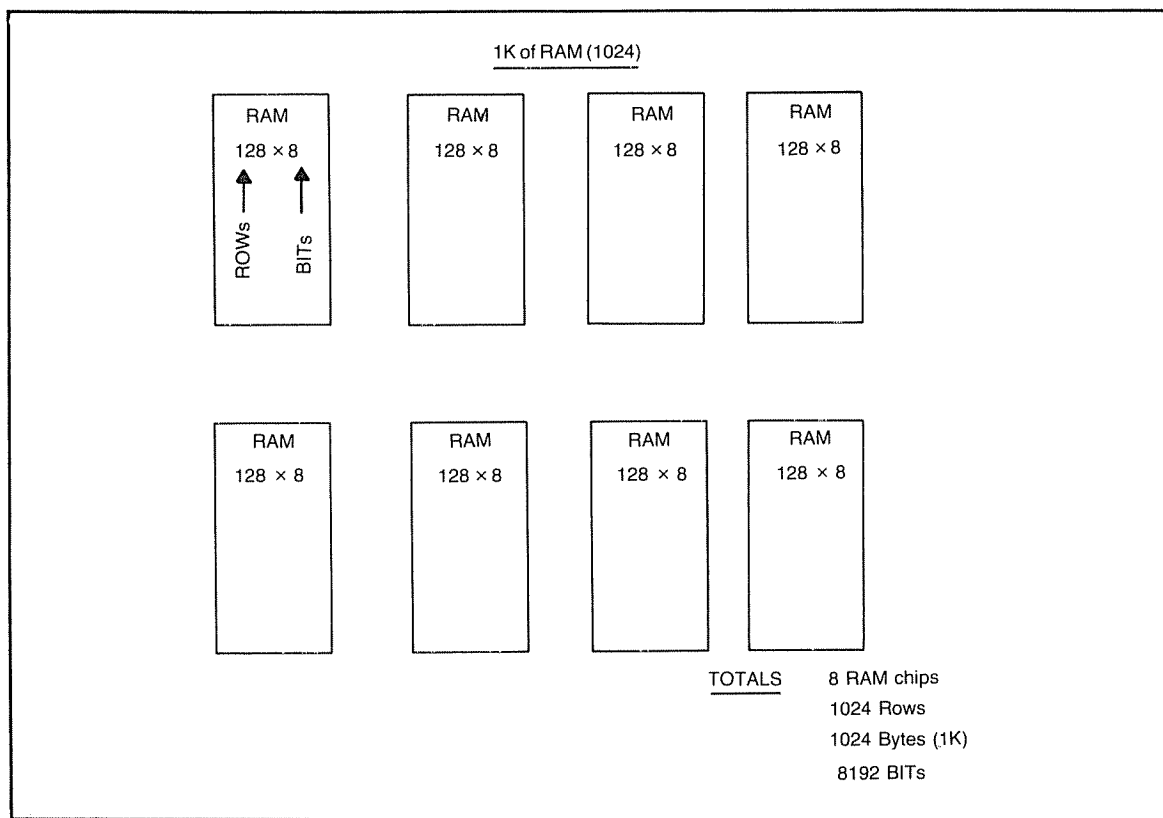 1K of RAM (1024)
RAM
128 × 8
ROWs
BITs
RAM
128 × 8
RAM
128 × 8
RAM
128 × 8
RAM
128 × 8
RAM
128 × 8
RAM
128 × 8
RAM
128 × 8
TOTALS 8 RAM chips
1024 Rows
1024 Bytes (1K)
8192 BITs